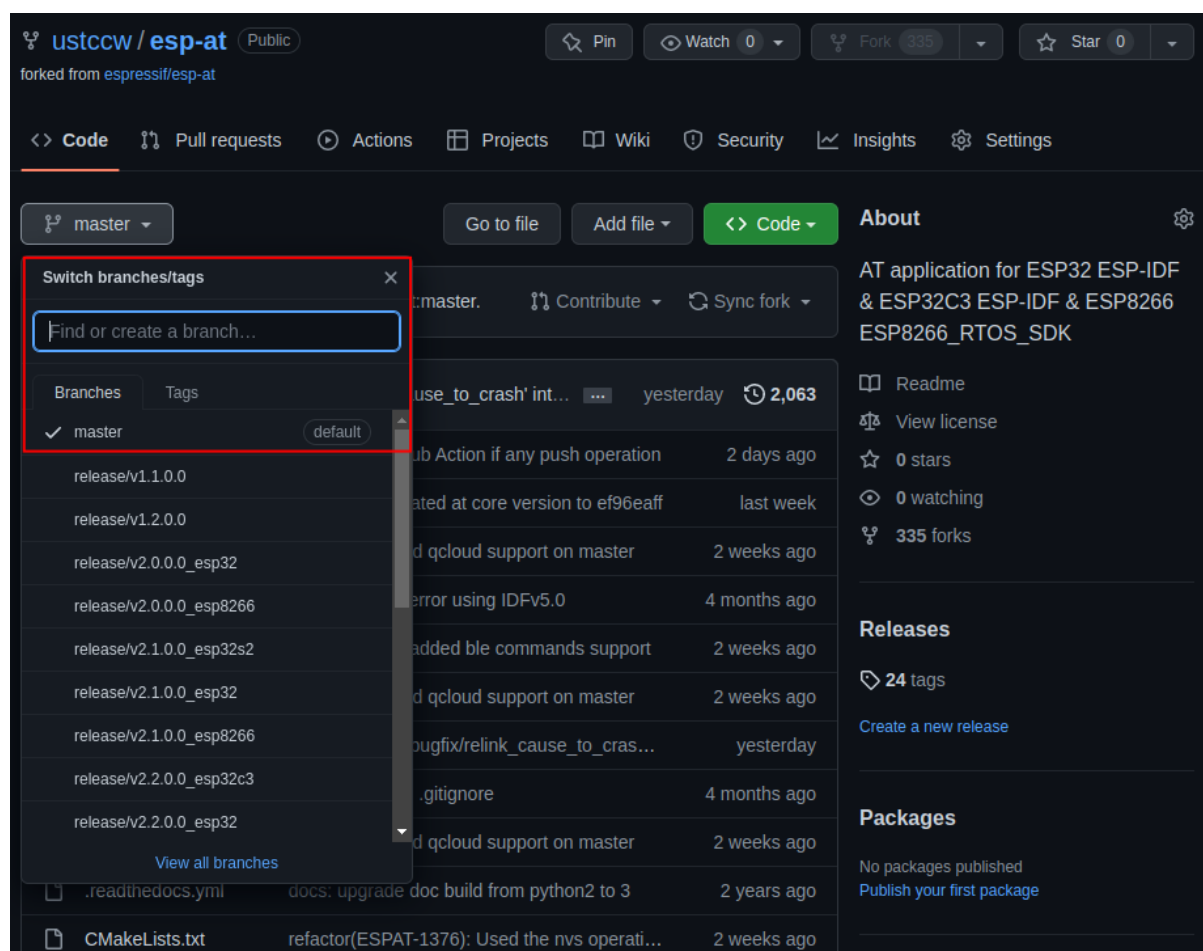 ustccw / esp-at Public
Pin
Watch 0
Fork 335
Star 0
forked from espressif/esp-at
Code
Pull requests
Actions
Projects
Wiki
Security
Insights
Settings
master
Go to file
Add file
Code
Switch branches/tags
Find or create a branch…
Branches
Tags
master default
release/v1.1.0.0
release/v1.2.0.0
release/v2.0.0.0_esp32
release/v2.0.0.0_esp8266
release/v2.1.0.0_esp32s2
release/v2.1.0.0_esp32
release/v2.1.0.0_esp8266
release/v2.2.0.0_esp32c3
release/v2.2.0.0_esp32
View all branches
t:master.
Contribute
Sync fork
use_to_crash' int… ... yesterday 2,063
ub Action if any push operation 2 days ago
ated at core version to ef96eaff last week
d qcloud support on master 2 weeks ago
error using IDFv5.0 4 months ago
added ble commands support 2 weeks ago
d qcloud support on master 2 weeks ago
bugfix/relink_cause_to_cras… yesterday
.gitignore 4 months ago
d qcloud support on master 2 weeks ago
.readthedocs.yml docs: upgrade doc build from python2 to 3 2 years ago
CMakeLists.txt refactor(ESPAT-1376): Used the nvs operati… 2 weeks ago
About
AT application for ESP32 ESP-IDF
& ESP32C3 ESP-IDF & ESP8266
ESP8266_RTOS_SDK
Readme
View license
0 stars
0 watching
335 forks
Releases
24 tags
Create a new release
Packages
No packages published
Publish your first package